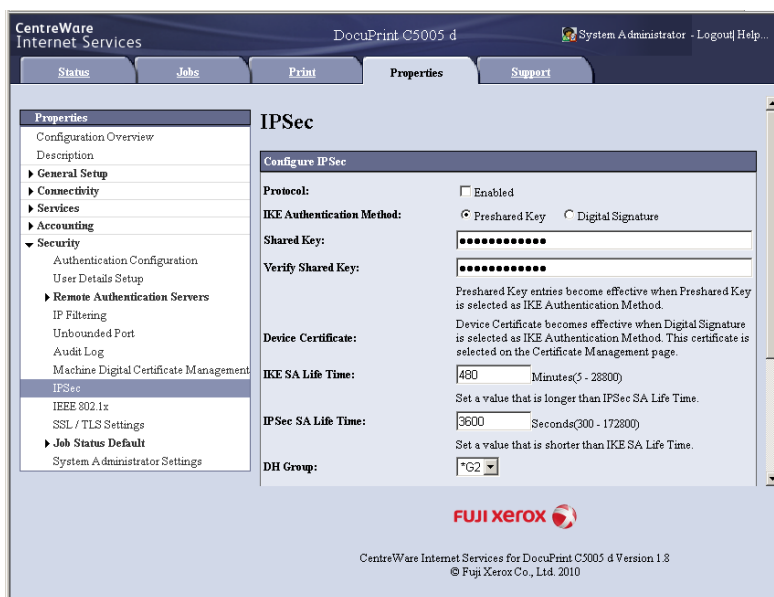 CentreWare
Internet Services
DocuPrint C5005 d
System Administrator - Logout| Help...
Status
Jobs
Print
Properties
Support
Properties
Configuration Overview
Description
General Setup
Connectivity
Services
Accounting
Security
Authentication Configuration
User Details Setup
Remote Authentication Servers
IP Filtering
Unbounded Port
Audit Log
Machine Digital Certificate Management
IPSec
IEEE 802.1x
SSL / TLS Settings
Job Status Default
System Administrator Settings
IPSec
Configure IPSec
Protocol: Enabled
IKE Authentication Method: Preshared Key Digital Signature
Shared Key: ●●●●●●●●●●●●
Verify Shared Key: ●●●●●●●●●●●●
Preshared Key entries become effective when Preshared Key
is selected as IKE Authentication Method.
Device Certificate becomes effective when Digital Signature
Device Certificate: is selected as IKE Authentication Method. This certificate is
selected on the Certificate Management page.
IKE SA Life Time: 480 Minutes(5 - 28800)
Set a value that is longer than IPSec SA Life Time.
IPSec SA Life Time: 3600 Seconds(300 - 172800)
Set a value that is shorter than IKE SA Life Time.
DH Group: *G2
FUJI xerox
CentreWare Internet Services for DocuPrint C5005 d Version 1.8
© Fuji Xerox Co., Ltd. 2010